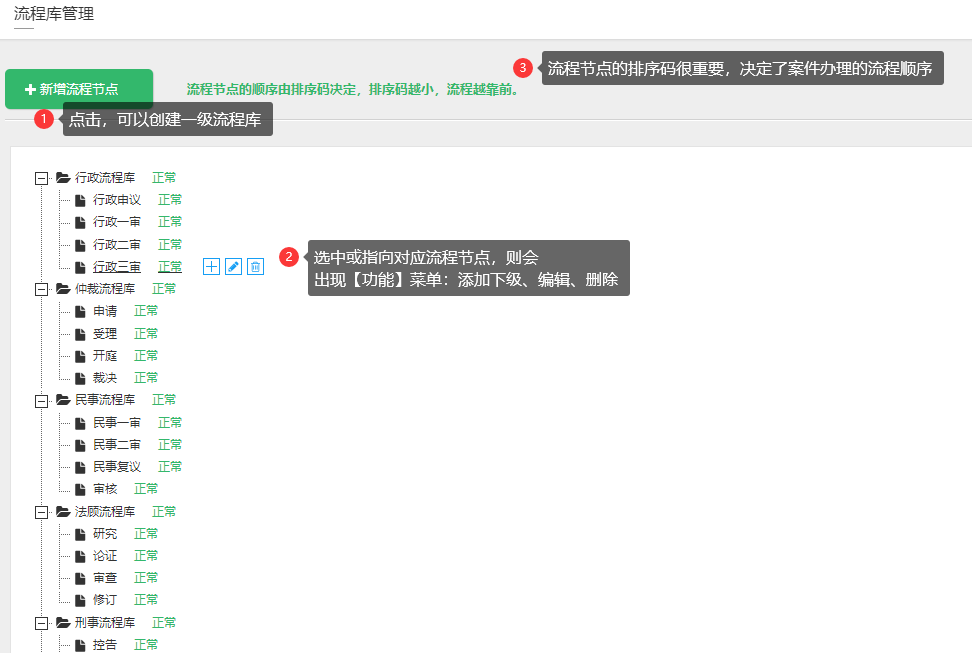 流程库管理
3 流程节点的排序码很重要，决定了案件办理的流程顺序
新增流程节点 流程节点的顺序由排序码决定，排序码越小，流程越靠前。
1 点击，可以创建一级流程库
行政流程库 正常
行政申议 正常
行政一审 正常
行政二审 正常
2 选中或指向对应流程节点，则会
行政三审 正常
出现【功能】菜单：添加下级、编辑、删除
仲裁流程库 正常
申请 正常
受理 正常
开庭 正常
裁决 正常
民事流程库 正常
民事一审 正常
民事二审 正常
民事复议 正常
审核 正常
法顾流程库 正常
研究 正常
论证 正常
审查 正常
修订 正常
刑事流程库 正常
控告 正常